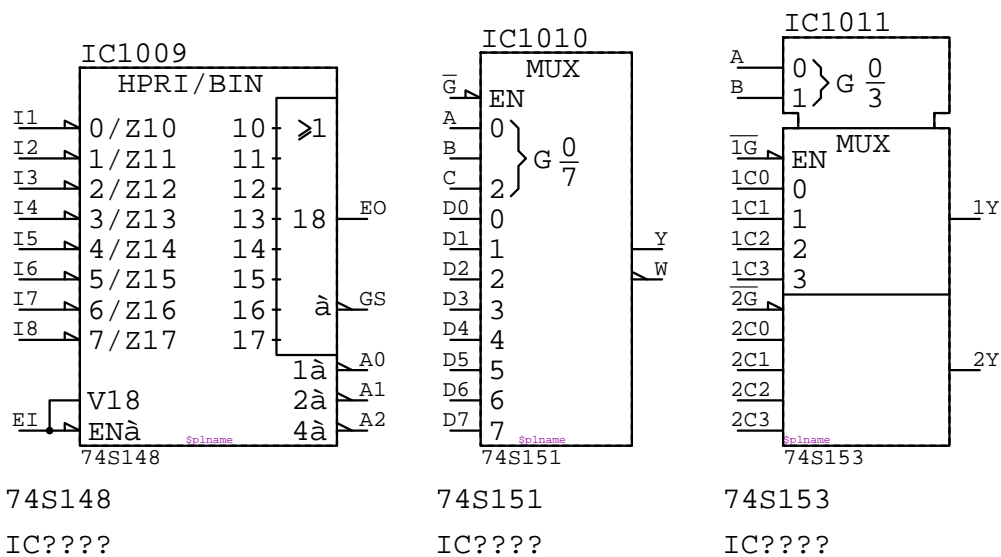 IC1009
HPRI/BIN
I1 0/Z10 10 ⩾1
I2 1/Z11 11
I3 2/Z12 12
I4 3/Z13 13 18 EO
I5 4/Z14 14
I6 5/Z15 15
I7 6/Z16 16 à GS
I8 7/Z17 17
1à A0
V18 2à A1
EI ENà 4à A2
$plname
74S148
74S148
IC????
IC1010
MUX
G EN
A 0
B G 0
7
C 2
D0 0
D1 1 Y
D2 2 W
D3 3
D4 4
D5 5
D6 6
D7 7
$plname
74S151
74S151
IC????
IC1011
A 0 G 0
B 1 3
MUX
1G EN
1C0 0
1C1 1 1Y
1C2 2
1C3 3
2G
2C0
2C1 2Y
2C2
2C3
$plname
74S153
74S153
IC????